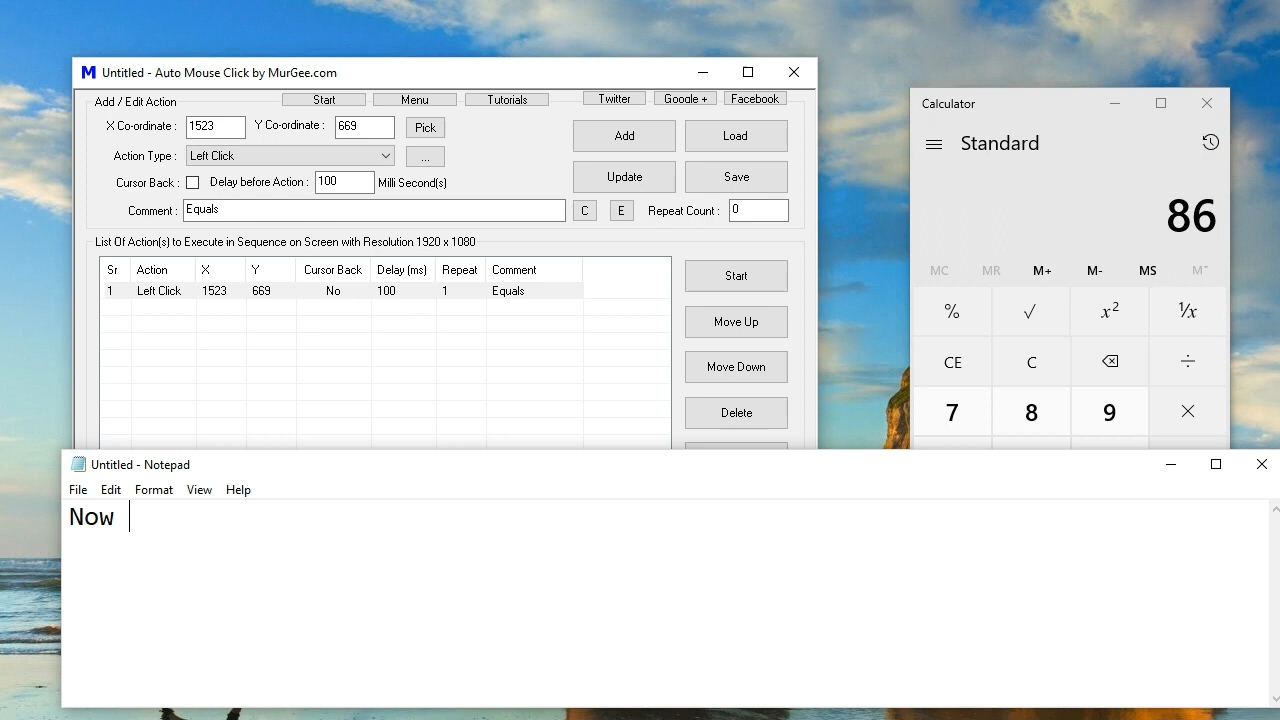 Untitled - Auto Mouse Click by MurGee.com
Add / Edit Action
Start Menu Tutorials Twitter Google + Facebook
X Co-ordinate : 1523 Y Co-ordinate : 669 Pick
Add Load
Action Type : Left Click ...
Cursor Back : Delay before Action : 100 Milli Second(s)
Update Save
Comment : Equals C E Repeat Count : 0
List Of Action(s) to Execute in Sequence on Screen with Resolution 1920 x 1080
Sr Action X Y Cursor Back Delay (ms) Repeat Comment
1 Left Click 1523 669 No 100 1 Equals
Start
Move Up
Move Down
Delete
Calculator
Standard
86
MC MR M+ M- MS M˅
% √ x² ¹/x
CE C ÷
7 8 9 ×
Untitled - Notepad
File Edit Format View Help
Now